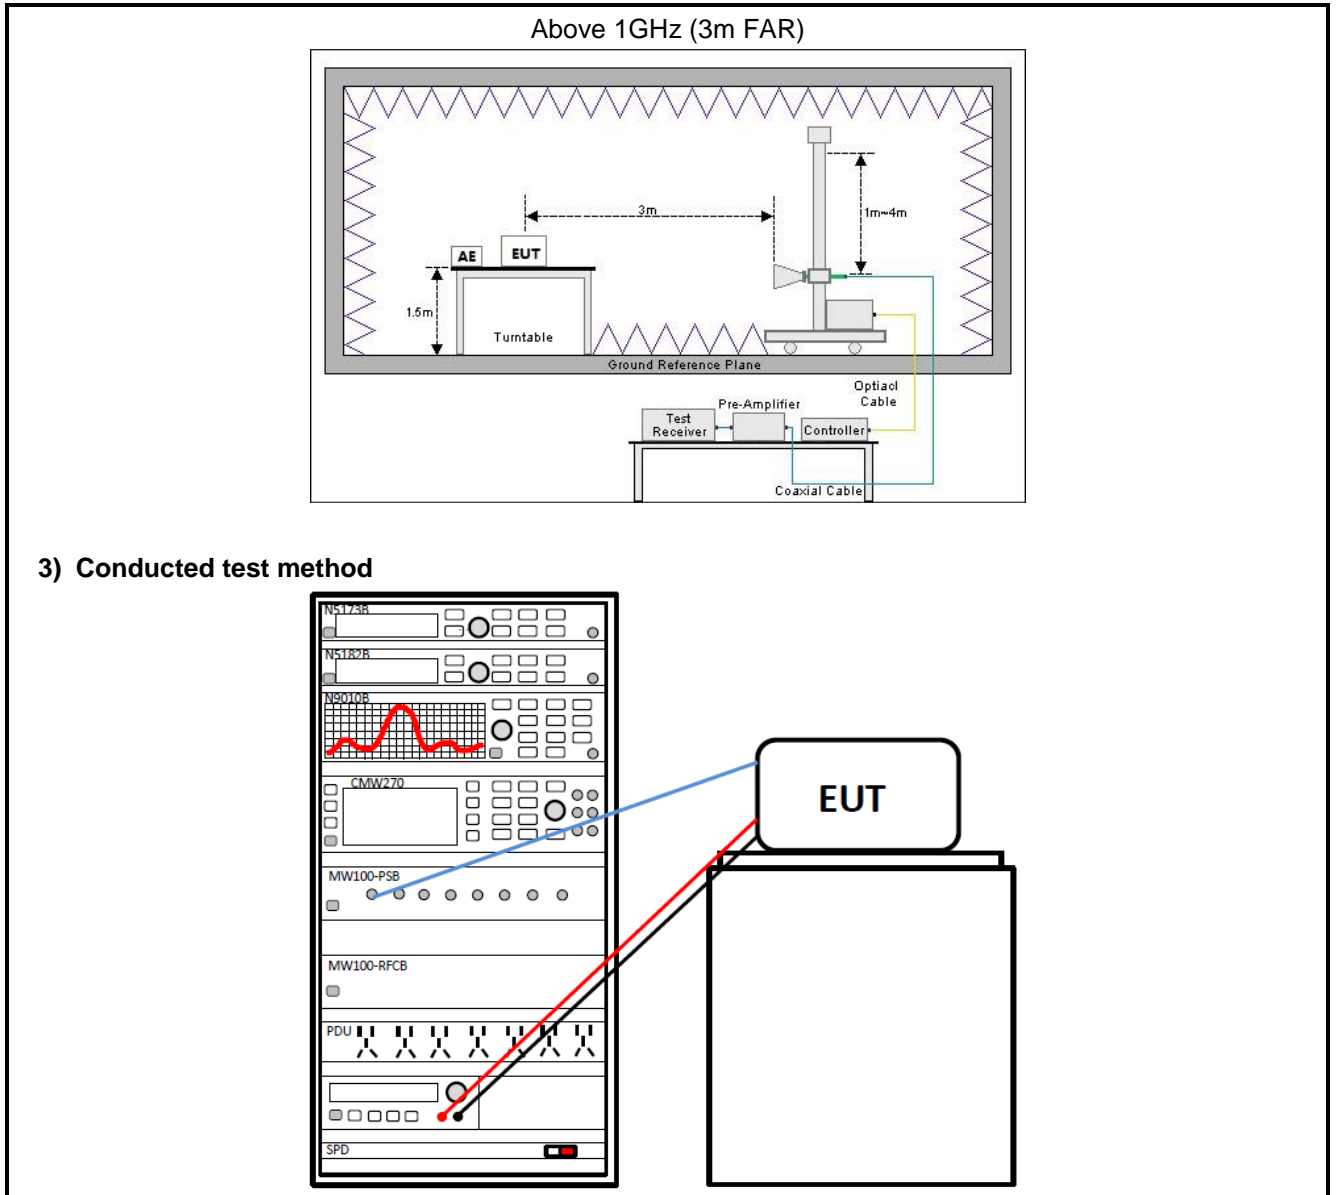 Above 1GHz (3m FAR)
3m
1m~4m
AE
EUT
1.5m
Turntable
Ground Reference Plane
Optiacl
Cable
Pre-Amplifier
Test
Receiver
Controller
Coaxial Cable
3) Conducted test method
N5173B
N5182B
N9010B
CMW270
EUT
MW100-PSB
MW100-RFCB
PDU
SPD